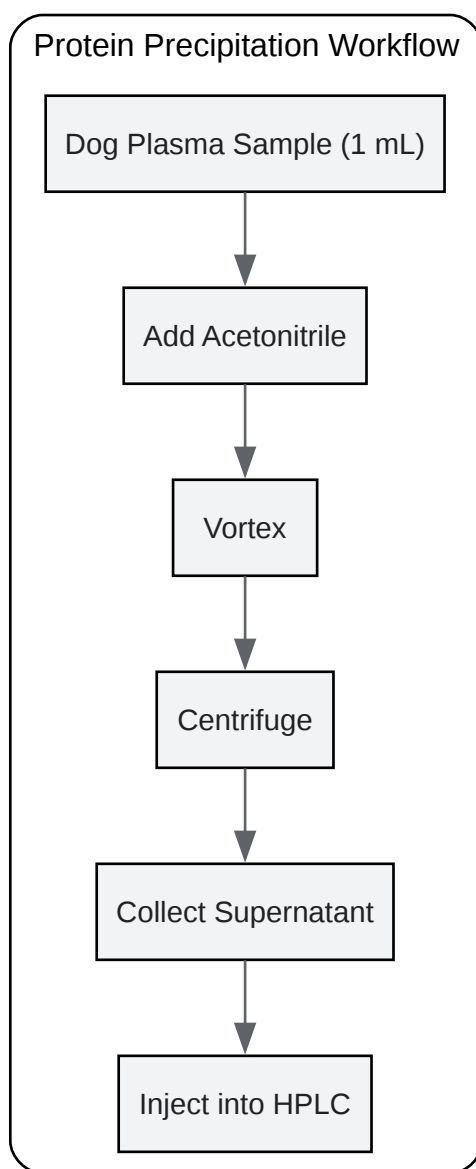 Protein Precipitation Workflow
Dog Plasma Sample (1 mL)
Add Acetonitrile
Vortex
Centrifuge
Collect Supernatant
Inject into HPLC